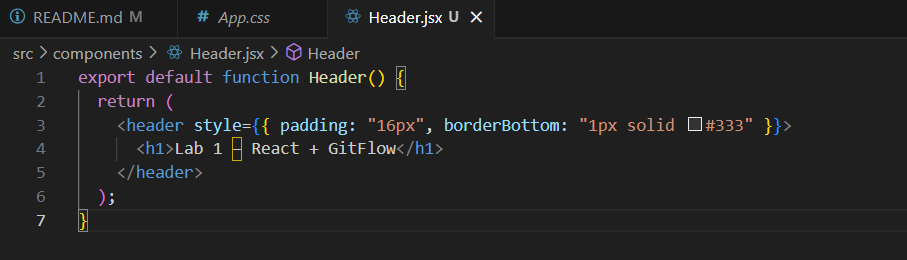 README.md M App.css Header.jsx U
src > components > Header.jsx > Header
1 export default function Header() {
2 return (
3 <header style={{ padding: "16px", borderBottom: "1px solid #333" }}>
4 <h1>Lab 1 – React + GitFlow</h1>
5 </header>
6 );
7 }